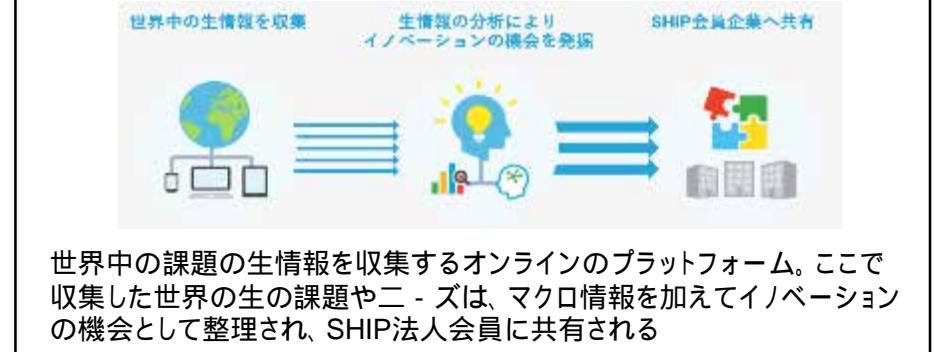 世界中の生情報を収集
生情報の分析により
イノベーションの機会を発掘
SHIP会員企業へ共有
世界中の課題の生情報を収集するオンラインのプラットフォーム。ここで
収集した世界の生の課題や二 - ズは、マクロ情報を加えてイノベーション
の機会として整理され、SHIP法人会員に共有される